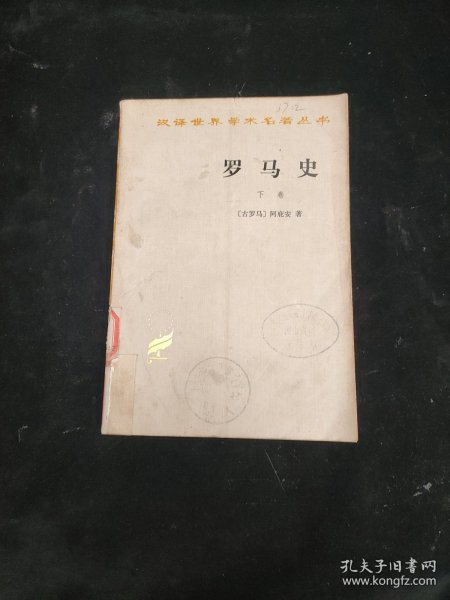 1712
汉译世界学术名著丛书
罗马史
下卷
〔古罗马〕阿庇安 著
孔夫子旧书网
www.kongfz.com